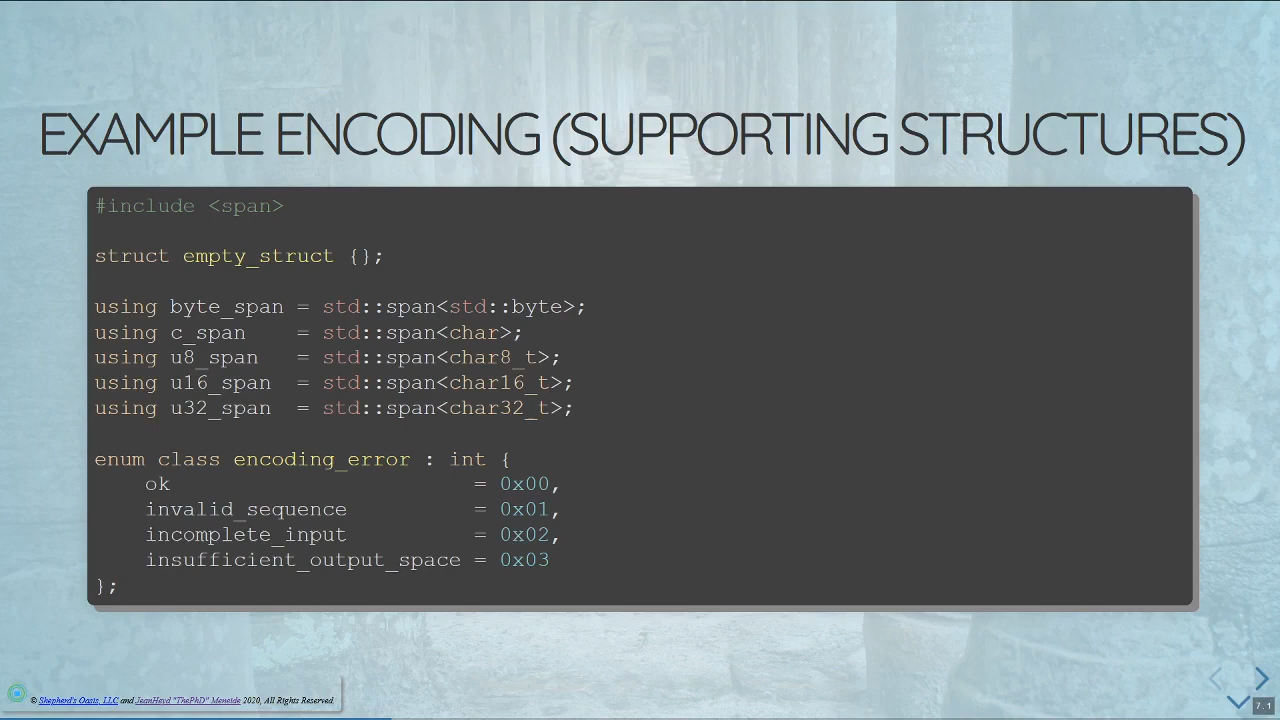 EXAMPLE ENCODING (SUPPORTING STRUCTURES)
#include <span>
struct empty_struct {};
using byte_span = std::span<std::byte>;
using c_span    = std::span<char>;
using u8_span   = std::span<char8_t>;
using u16_span  = std::span<char16_t>;
using u32_span  = std::span<char32_t>;
enum class encoding_error : int {
    ok                        = 0x00,
    invalid_sequence          = 0x01,
    incomplete_input          = 0x02,
    insufficient_output_space = 0x03
};
© Shepherd's Oasis, LLC and JeanHeyd "ThePhD" Meneide 2020, All Rights Reserved.
7.1